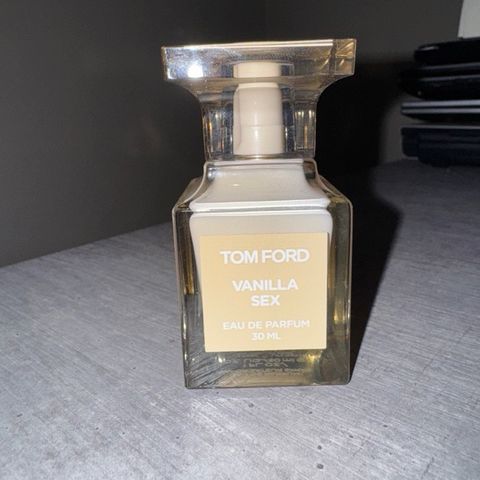 TOM FORD
VANILLA
SEX
EAU DE PARFUM
30 ML